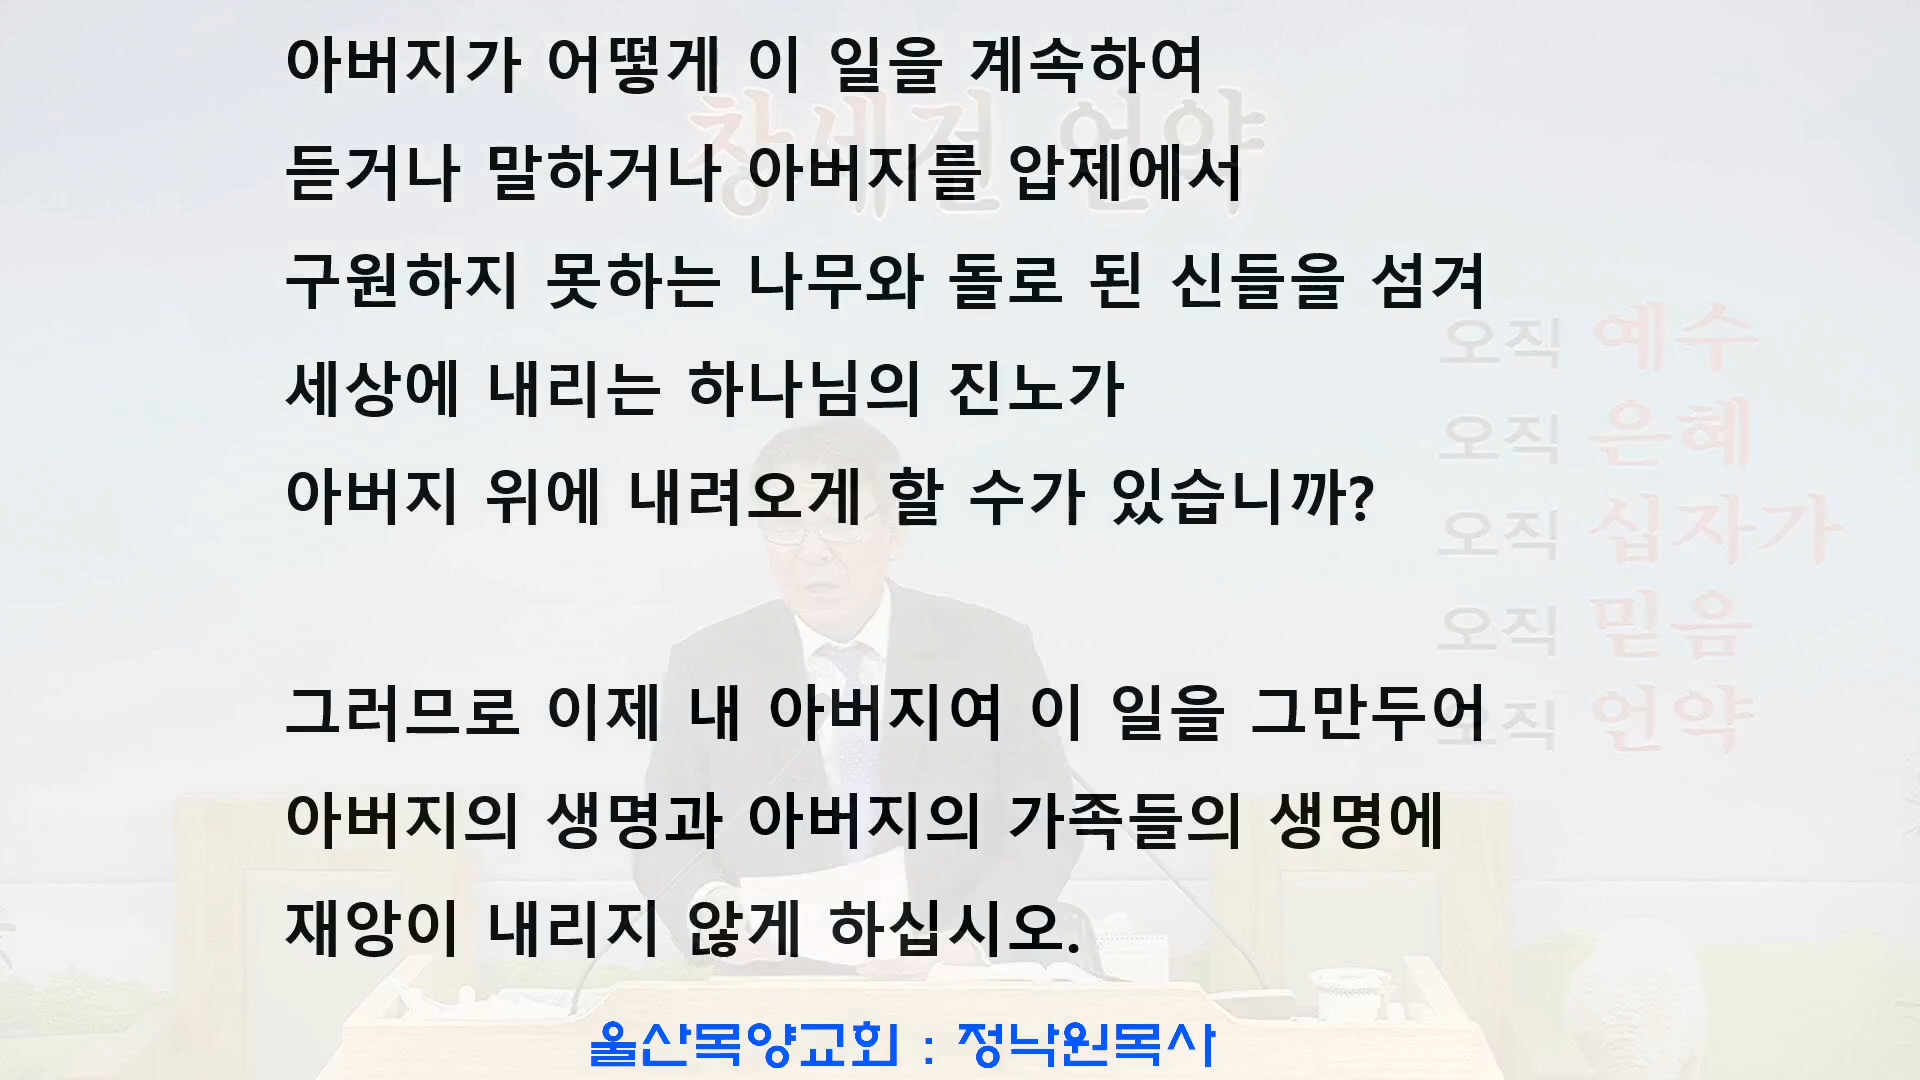 아버지가 어떻게 이 일을 계속하여
듣거나 말하거나 아버지를 압제에서
구원하지 못하는 나무와 돌로 된 신들을 섬겨
세상에 내리는 하나님의 진노가
아버지 위에 내려오게 할 수가 있습니까?
그러므로 이제 내 아버지여 이 일을 그만두어
아버지의 생명과 아버지의 가족들의 생명에
재앙이 내리지 않게 하십시오.
창세전 언약
오직 예수
오직 은혜
오직 십자가
오직 믿음
오직 언약
울산목양교회 : 정낙원목사